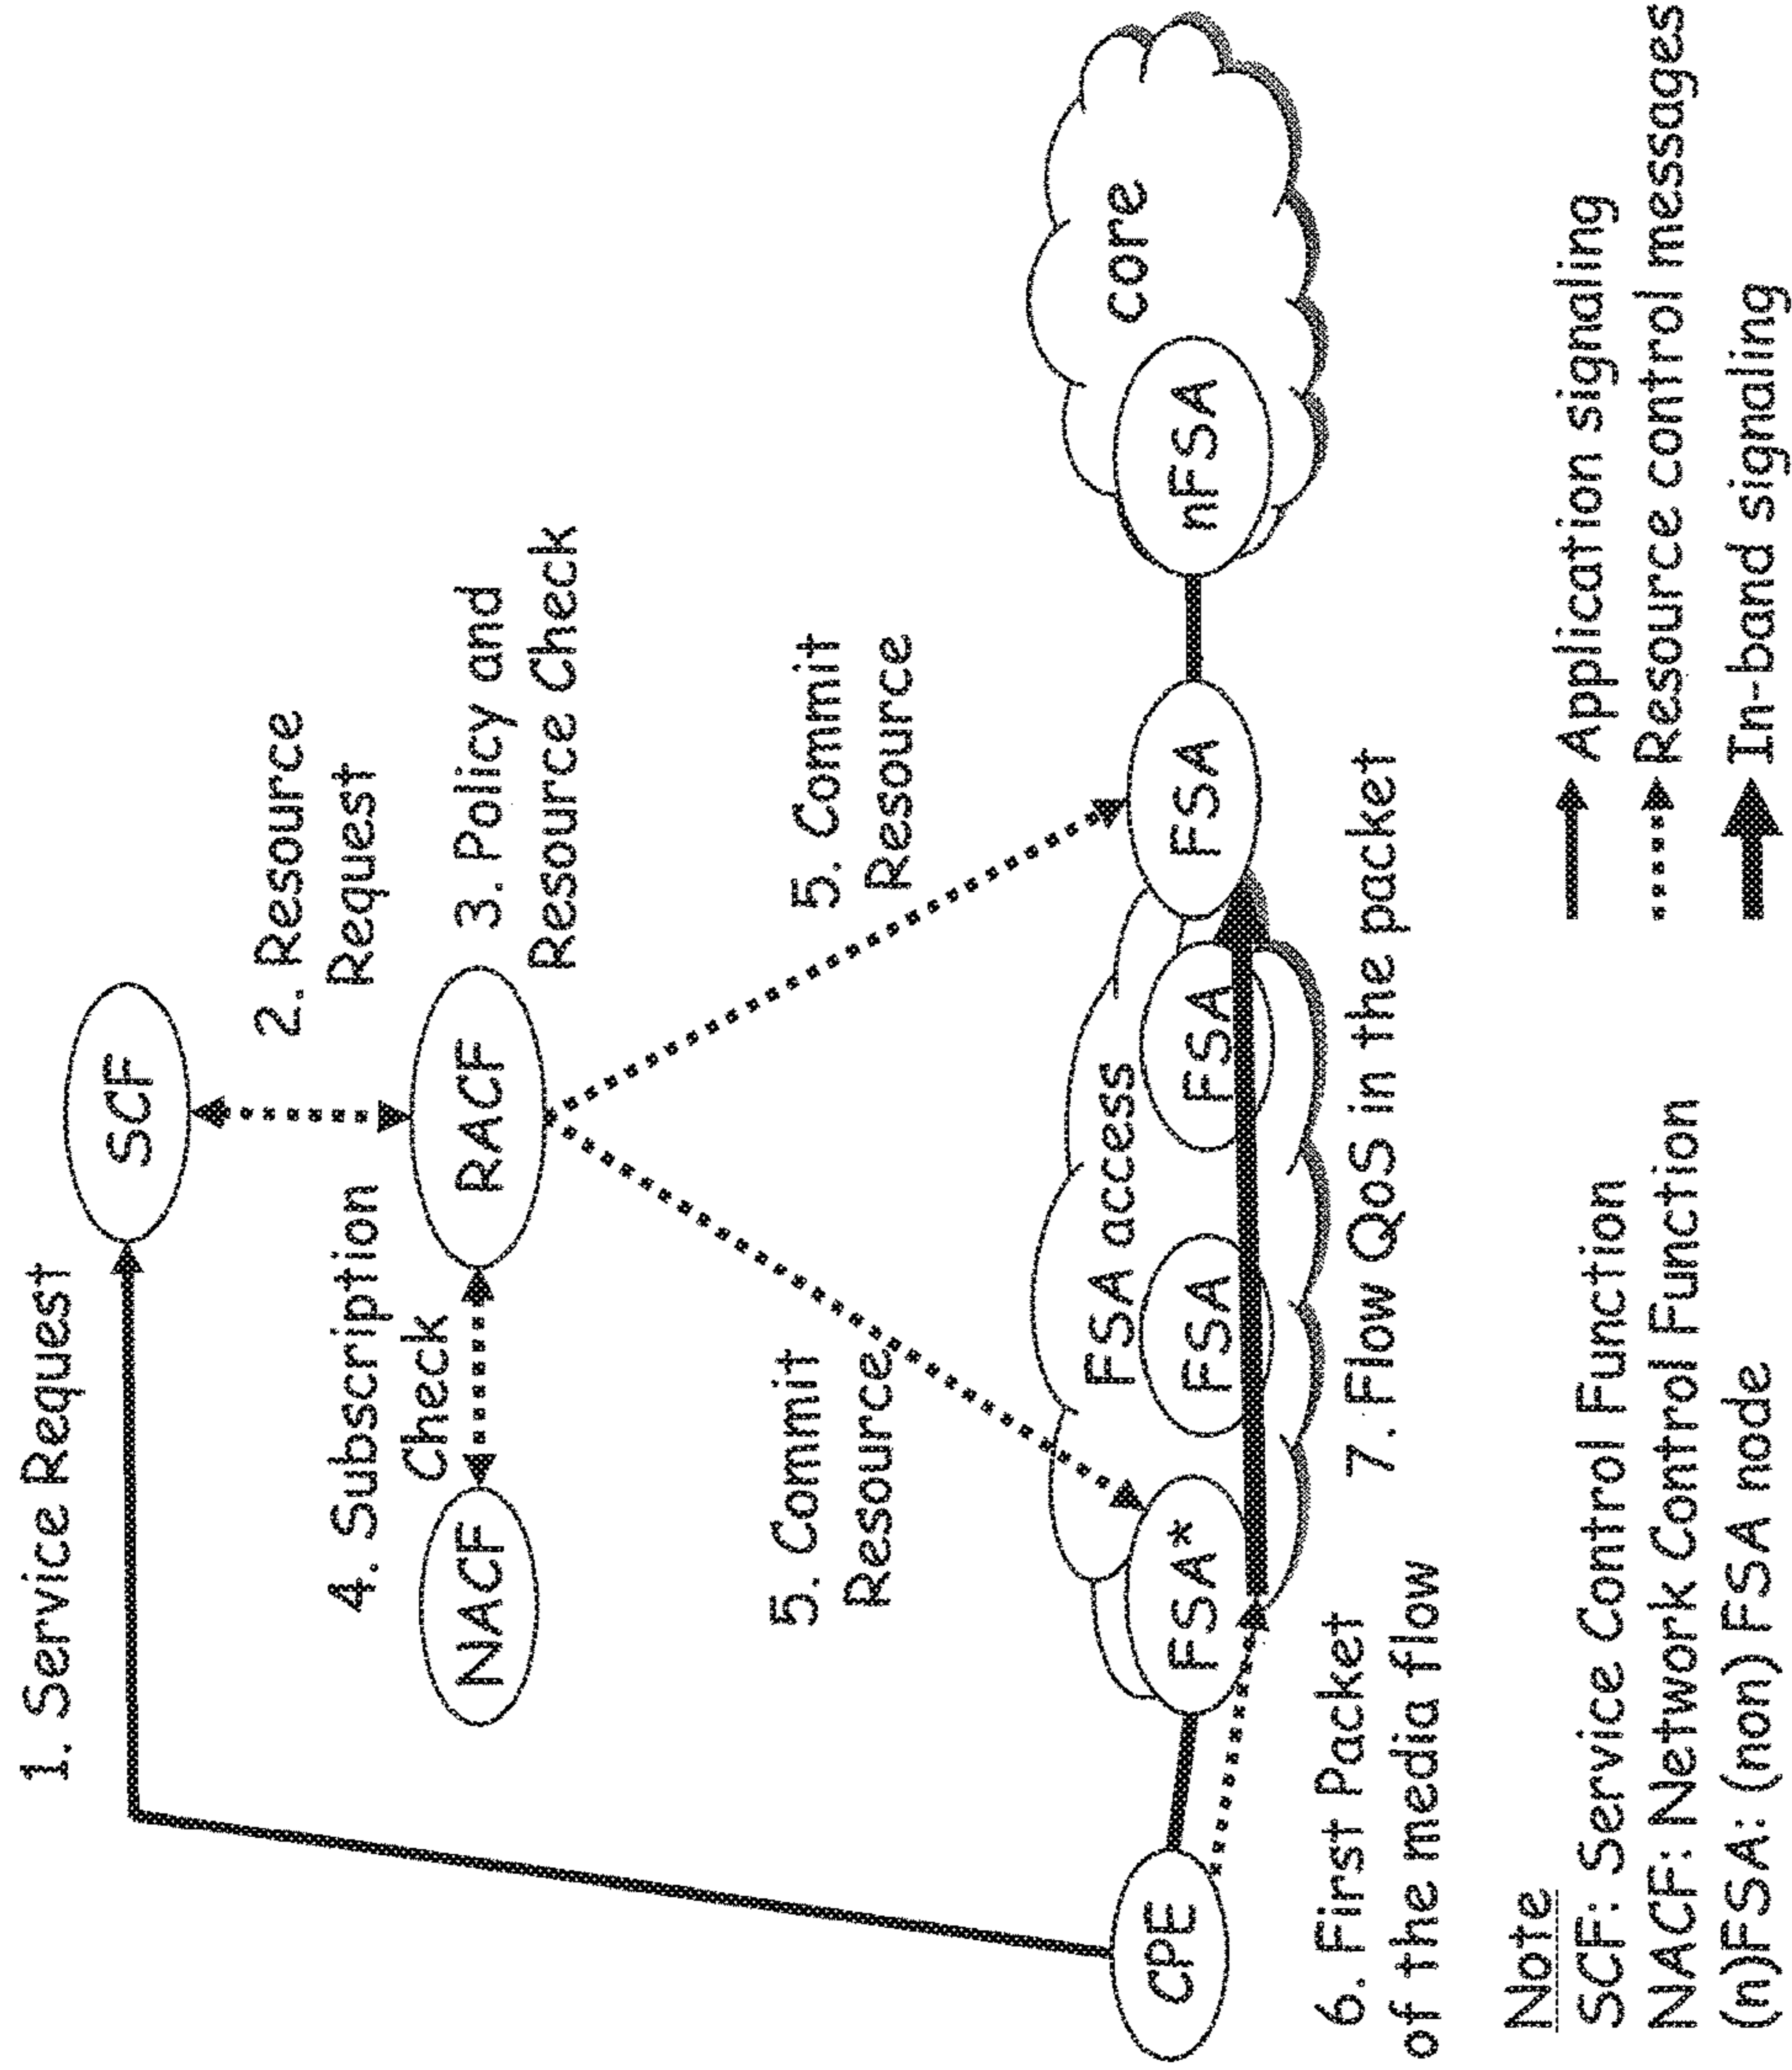 1. Service Request
SCF
2. Resource
Request
4. Subscription
Check
NACF
RACF
3. Policy and
Resource Check
5. Commit
Resource
5. Commit
Resource
FSA access
core
CPE
FSA*
FSA
FSA
FSA
nFSA
6. First Packet
of the media flow
7. Flow QoS in the packet
Note
SCF: Service Control Function
NACF: Network Control Function
(n)FSA: (non) FSA node
Application signaling
Resource control messages
In-band signaling